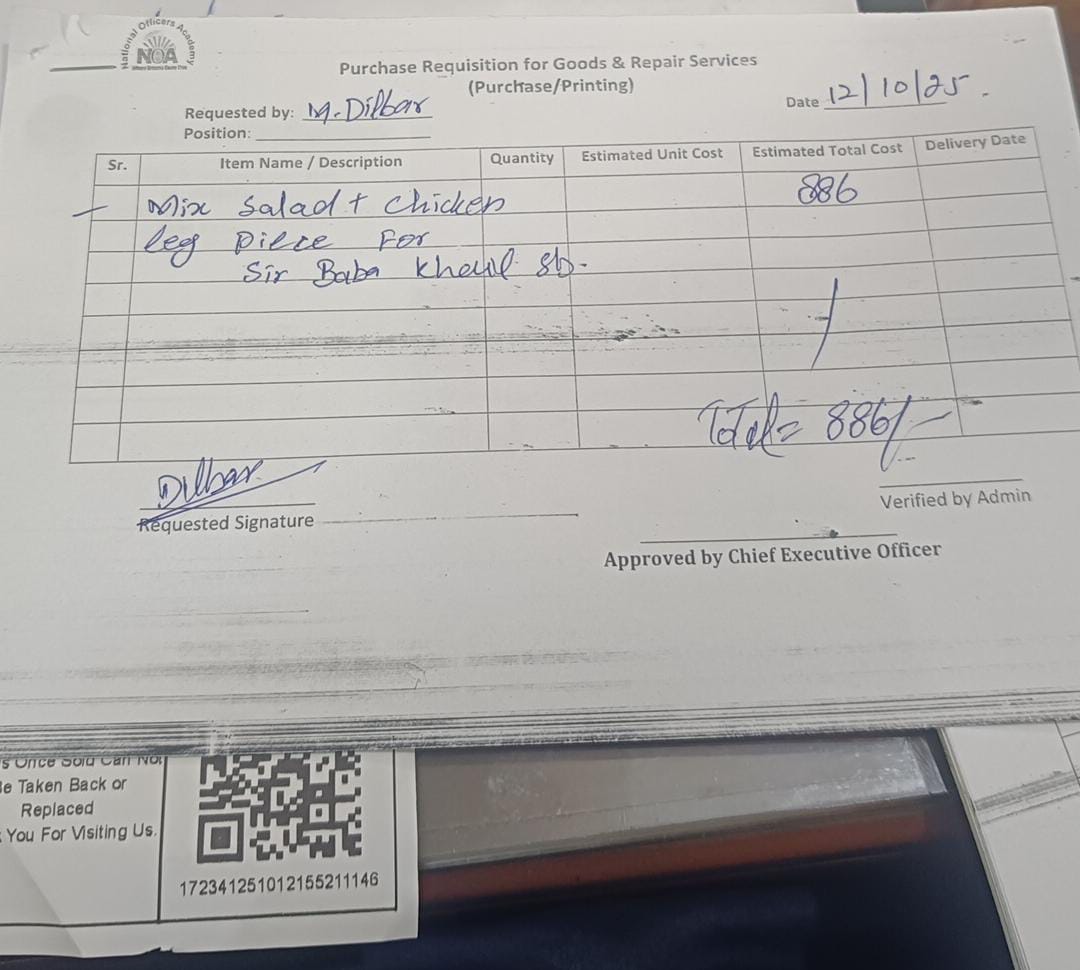 National Officers Academy
NOA
Purchase Requisition for Goods & Repair Services
(Purchase/Printing)
Requested by: M. Dilbar
Date 12/10/25.
Position:
Sr. Item Name / Description Quantity Estimated Unit Cost Estimated Total Cost Delivery Date
Mix Salad + Chicken 886
leg Piece For
Sir Baba Khalil sb.
Total = 886/-
Dilbar
Requested Signature
Verified by Admin
Approved by Chief Executive Officer
s Once Sold Can Not
Be Taken Back or
Replaced
You For Visiting Us.
172341251012155211146